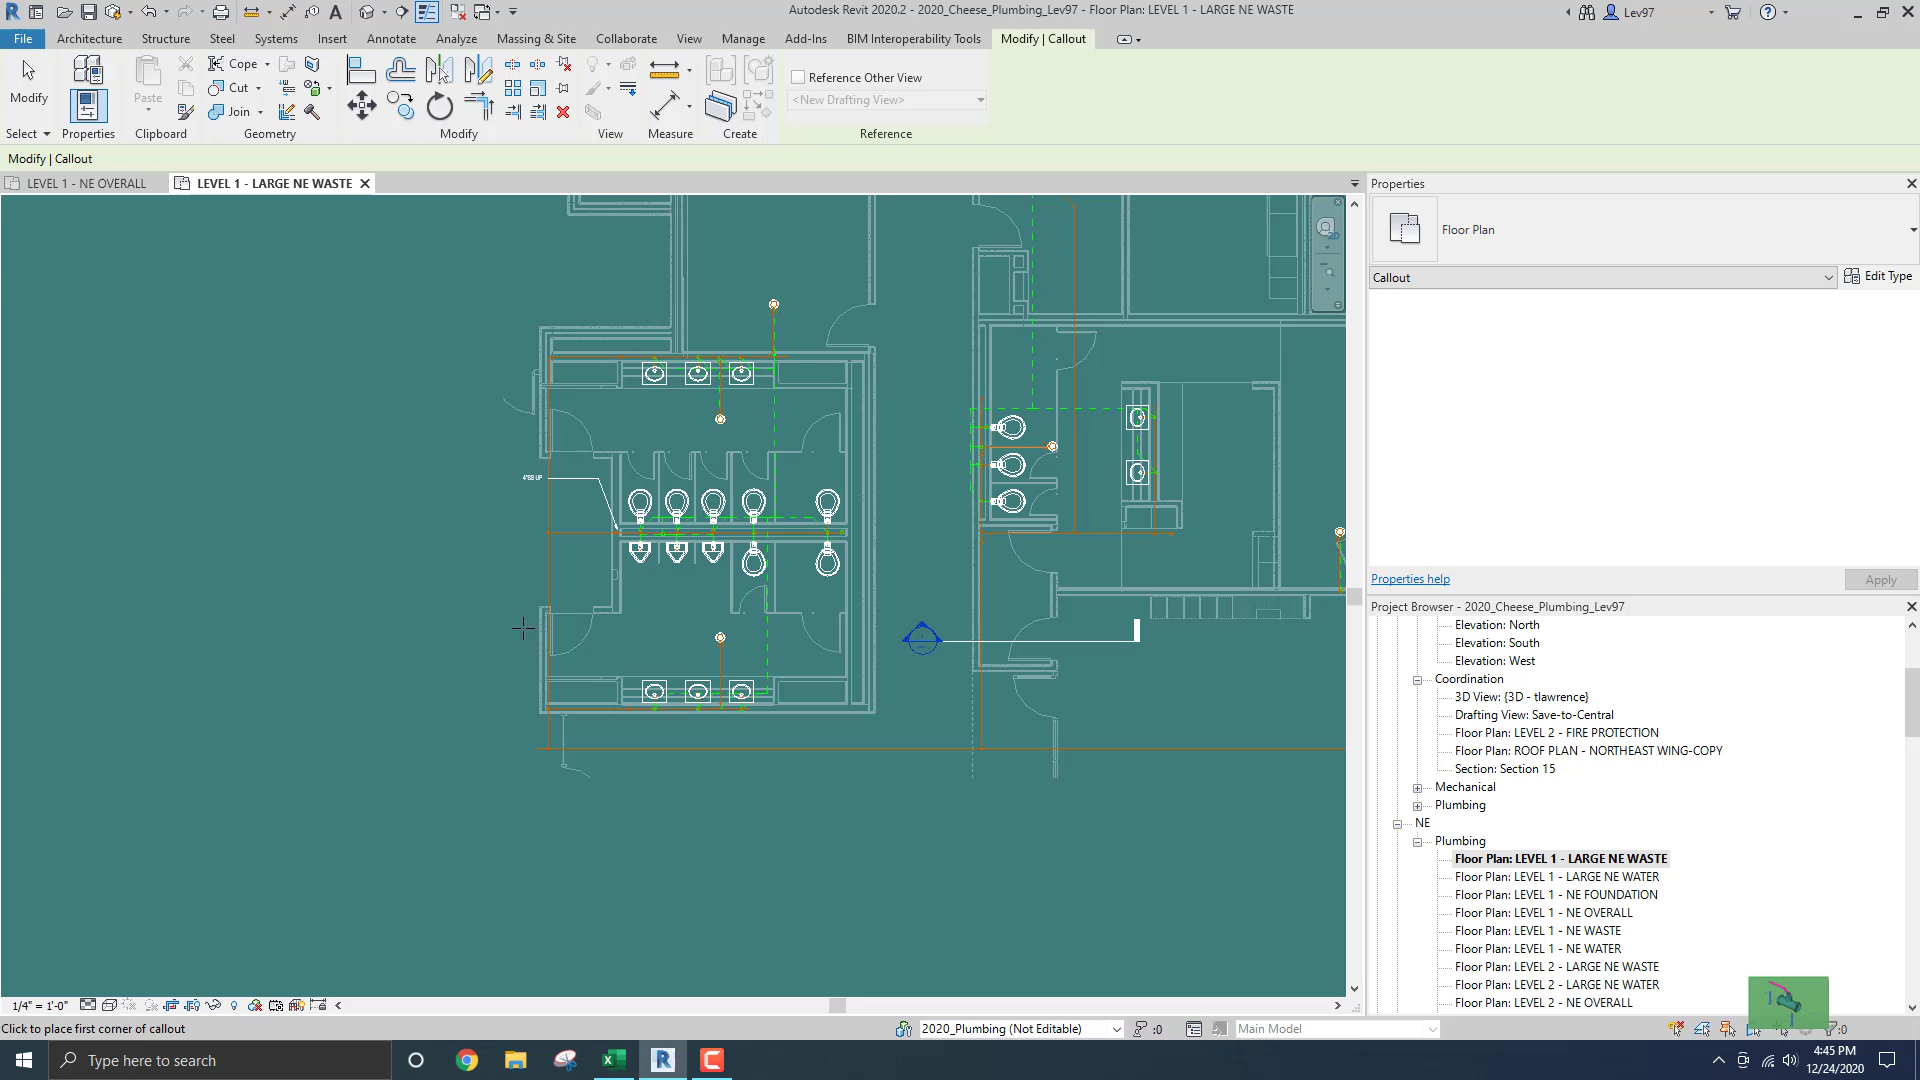 Autodesk Revit 2020.2 - 2020_Cheese_Plumbing_Lev97 - Floor Plan: LEVEL 1 - LARGE NE WASTE
Lev97
File Architecture Structure Steel Systems Insert Annotate Analyze Massing & Site Collaborate View Manage Add-Ins BIM Interoperability Tools Modify | Callout
Modify Paste Cope Cut Join
Reference Other View
<New Drafting View>
Select Properties Clipboard Geometry Modify View Measure Create Reference
Modify | Callout
LEVEL 1 - NE OVERALL LEVEL 1 - LARGE NE WASTE
Properties
Floor Plan
Callout Edit Type
2D
4"SS UP
Properties help Apply
Project Browser - 2020_Cheese_Plumbing_Lev97
Elevation: North
Elevation: South
Elevation: West
Coordination
3D View: {3D - tlawrence}
Drafting View: Save-to-Central
Floor Plan: LEVEL 2 - FIRE PROTECTION
Floor Plan: ROOF PLAN - NORTHEAST WING-COPY
Section: Section 15
Mechanical
Plumbing
NE
Plumbing
Floor Plan: LEVEL 1 - LARGE NE WASTE
Floor Plan: LEVEL 1 - LARGE NE WATER
Floor Plan: LEVEL 1 - NE FOUNDATION
Floor Plan: LEVEL 1 - NE OVERALL
Floor Plan: LEVEL 1 - NE WASTE
Floor Plan: LEVEL 1 - NE WATER
Floor Plan: LEVEL 2 - LARGE NE WASTE
Floor Plan: LEVEL 2 - LARGE NE WATER
Floor Plan: LEVEL 2 - NE OVERALL
1/4" = 1'-0"
Click to place first corner of callout
2020_Plumbing (Not Editable) :0 Main Model :0
Type here to search
4:45 PM
12/24/2020